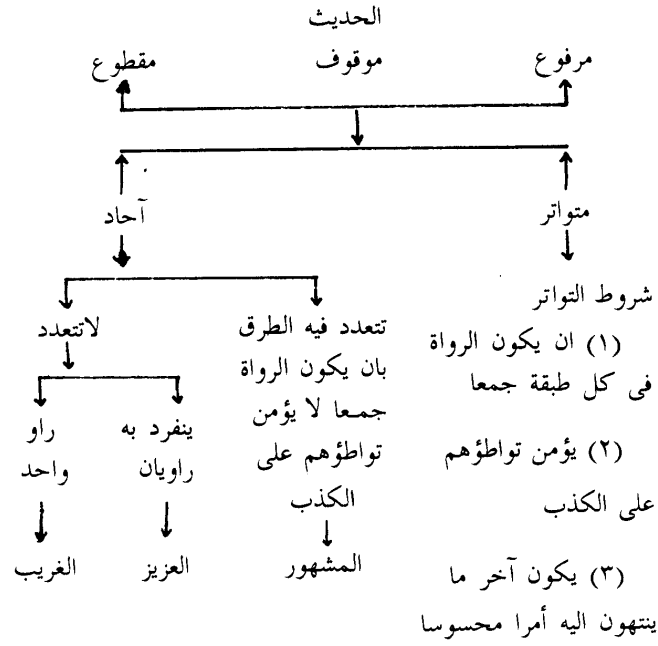 الحديث
مرفوع موقوف مقطوع
متواتر آحاد
شروط التواتر
(١) ان يكون الرواة
فى كل طبقة جمعا
(٢) يؤمن تواطؤهم
على الكذب
(٣) يكون آخر ما
ينتهون اليه أمرا محسوسا
تتعدد فيه الطرق
بان يكون الرواة
جمعا لا يؤمن
تواطؤهم على
الكذب
المشهور
لاتتعدد
ينفرد به
راويان
العزيز
راو
واحد
الغريب